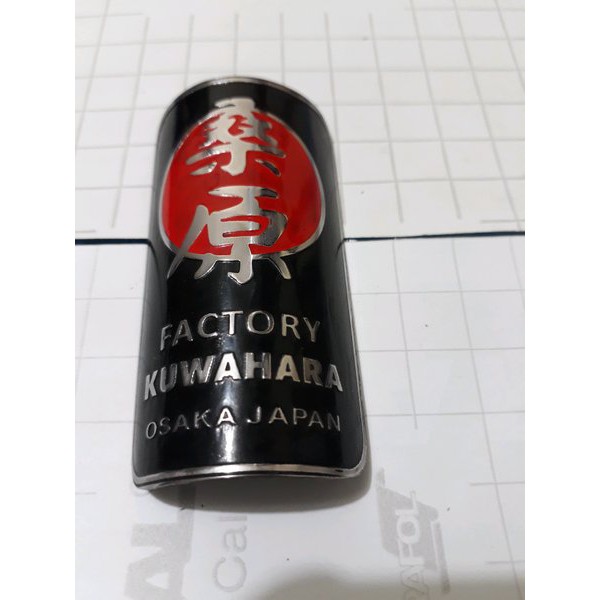 桑
原
FACTORY
KUWAHARA
OSAKA JAPAN